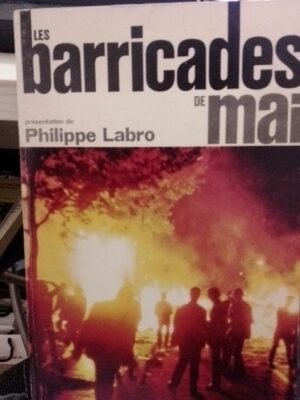 LES
barricades
DE mai
présentation de
Philippe Labro